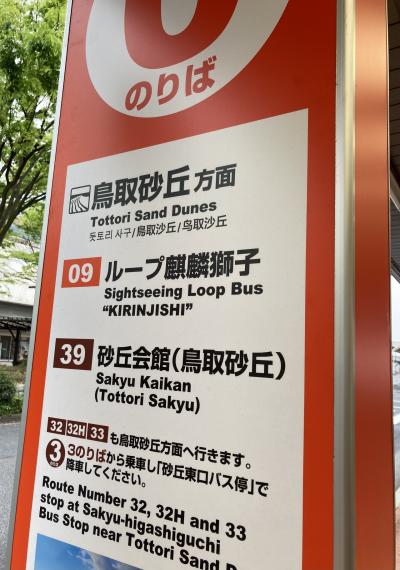 のりば
鳥取砂丘方面
Tottori Sand Dunes
돗토리 사구/鳥取沙丘/鸟取沙丘
09 ループ麒麟獅子
Sightseeing Loop Bus
“KIRINJISHI”
39 砂丘会館(鳥取砂丘)
Sakyu Kaikan
(Tottori Sakyu)
32 32H 33 も鳥取砂丘方面へ行きます。
3 3のりばから乗車し「砂丘東口バス停」で
降車してください。
Route Number 32, 32H and 33
stop at Sakyu-higashiguchi
Bus Stop near Tottori Sand